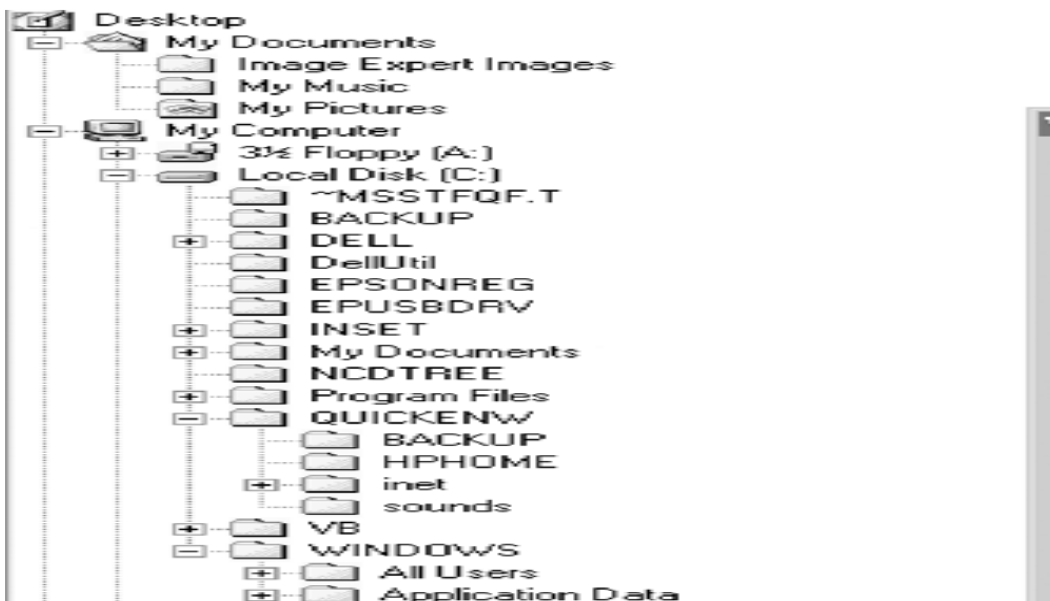 Desktop
My Documents
Image Expert Images
My Music
My Pictures
My Computer
3½ Floppy (A:)
Local Disk (C:)
~MSSTFQF.T
BACKUP
DELL
DellUtil
EPSONREG
EPUSBDRV
INSET
My Documents
NCDTREE
Program Files
QUICKENW
BACKUP
HPHOME
inet
sounds
VB
WINDOWS
All Users
Application Data